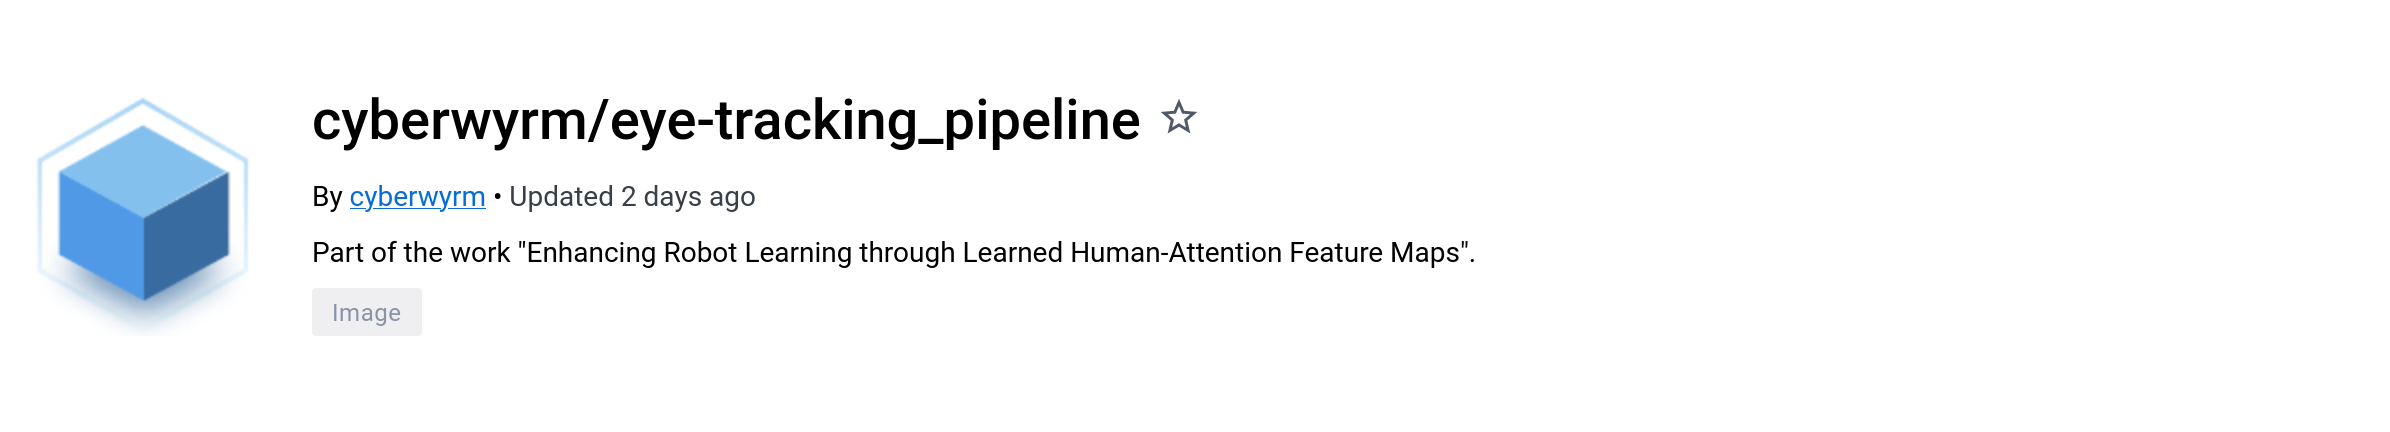 cyberwyrm/eye-tracking_pipeline
By cyberwyrm • Updated 2 days ago
Part of the work "Enhancing Robot Learning through Learned Human-Attention Feature Maps".
Image